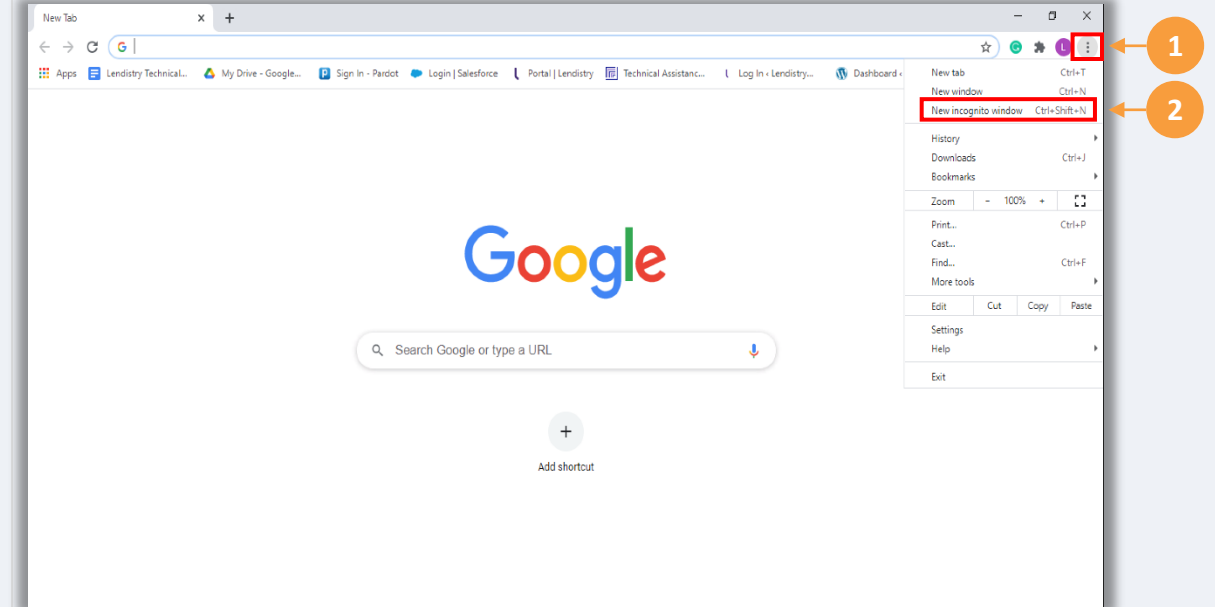 New Tab
1
Apps Lendistry Technical... My Drive - Google... Sign In - Pardot Login | Salesforce Portal | Lendistry Technical Assistanc... Log In ‹ Lendistry... Dashboard ‹
G
L
New tab Ctrl+T
New window Ctrl+N
New incognito window Ctrl+Shift+N
2
History
Downloads Ctrl+J
Bookmarks
Zoom - 100% +
Print... Ctrl+P
Cast...
Find... Ctrl+F
More tools
Edit Cut Copy Paste
Settings
Help
Exit
Google
Search Google or type a URL
Add shortcut